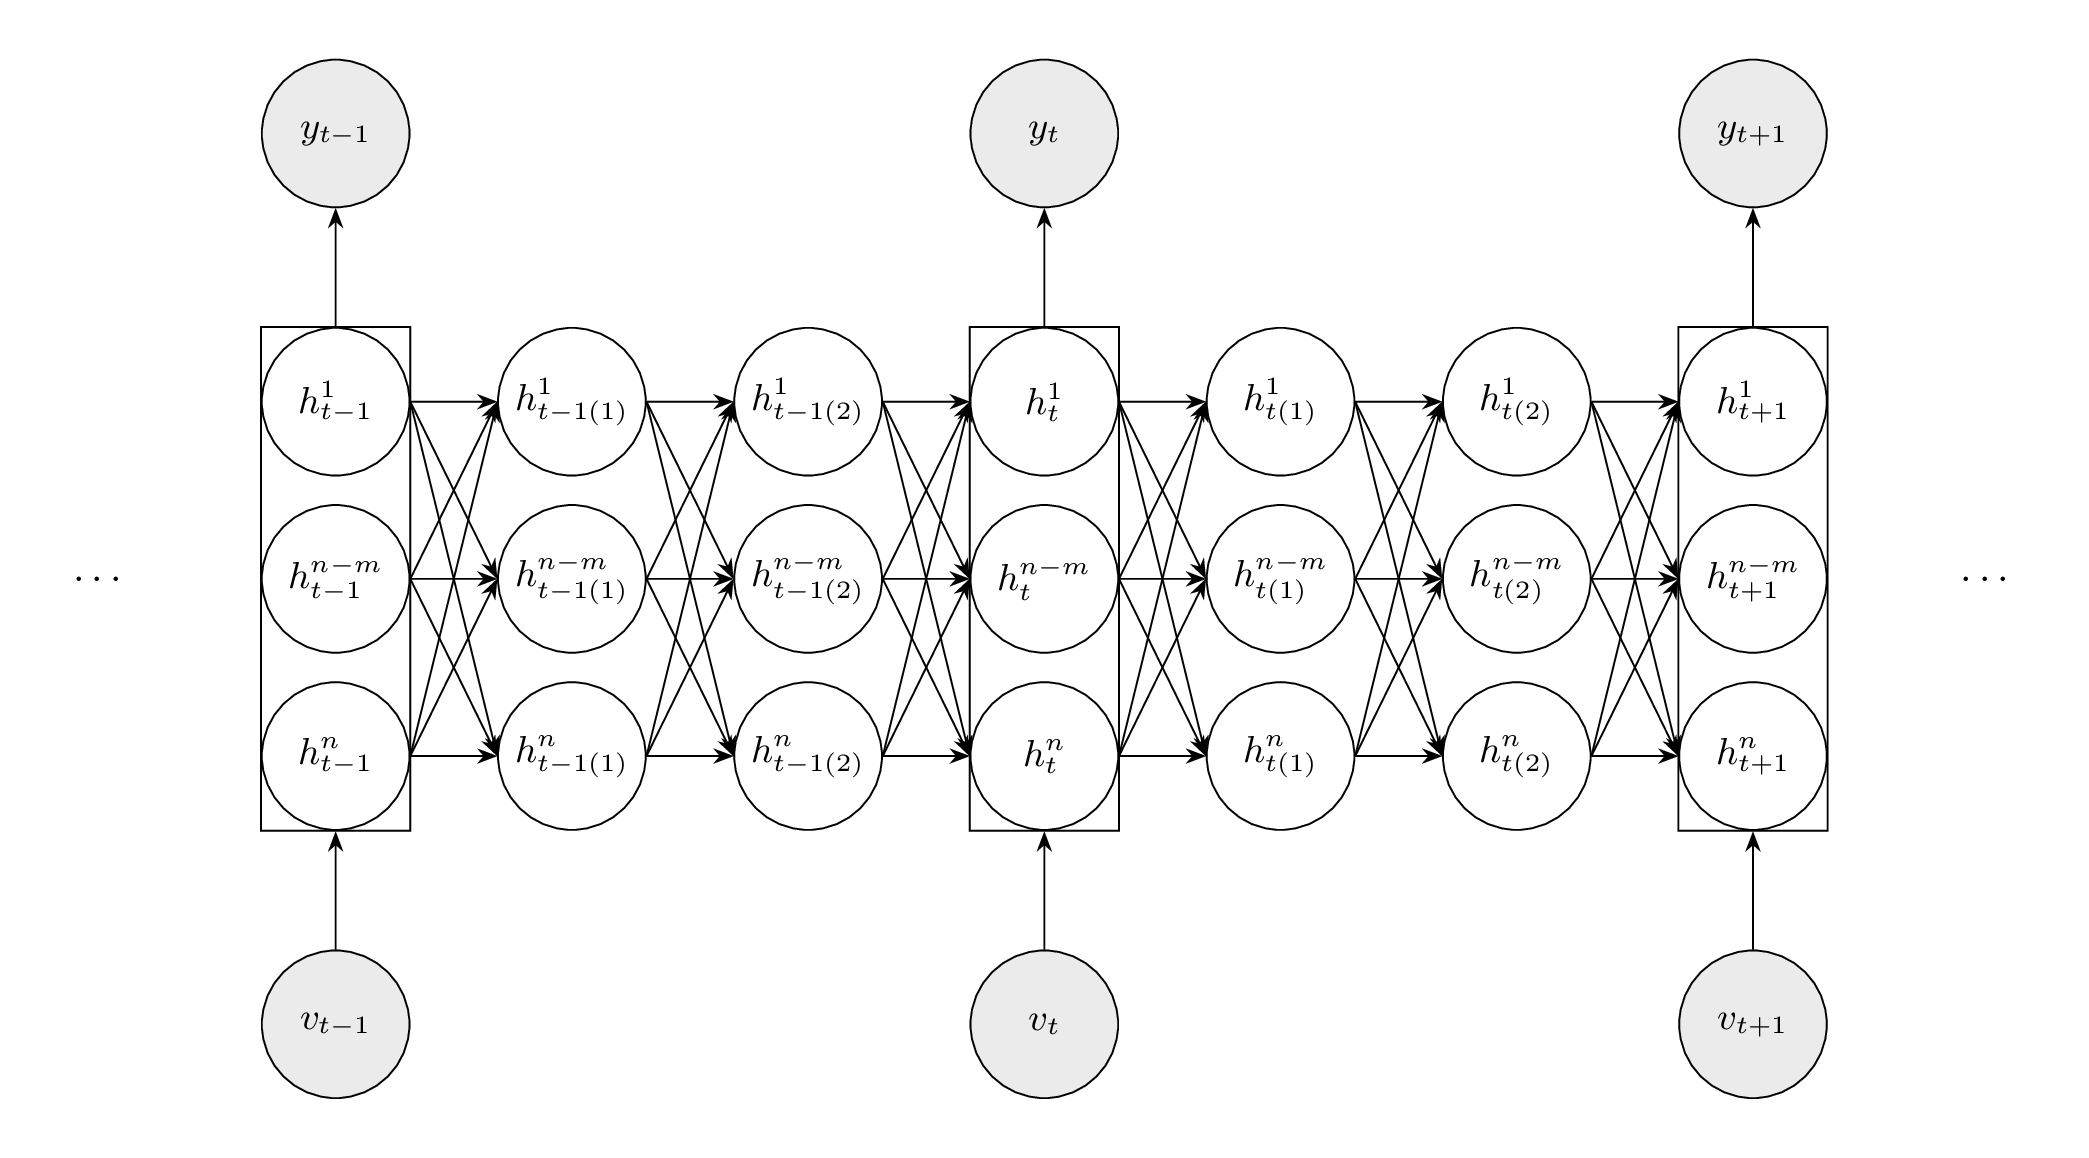 y_{t-1} y_t y_{t+1}
h^1_{t-1} h^1_{t-1(1)} h^1_{t-1(2)} h^1_t h^1_{t(1)} h^1_{t(2)} h^1_{t+1}
... h^{n-m}_{t-1} h^{n-m}_{t-1(1)} h^{n-m}_{t-1(2)} h^{n-m}_t h^{n-m}_{t(1)} h^{n-m}_{t(2)} h^{n-m}_{t+1} ...
h^n_{t-1} h^n_{t-1(1)} h^n_{t-1(2)} h^n_t h^n_{t(1)} h^n_{t(2)} h^n_{t+1}
v_{t-1} v_t v_{t+1}